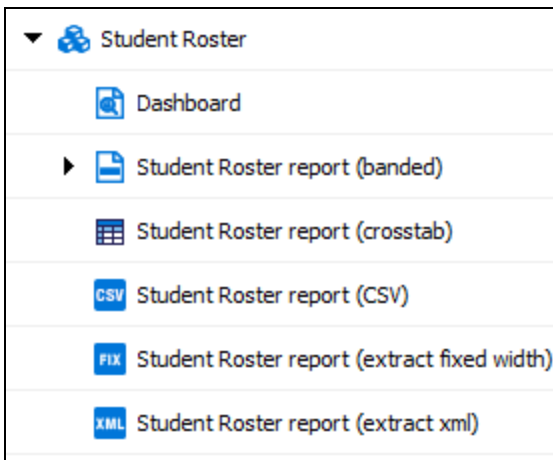 Student Roster
Dashboard
Student Roster report (banded)
Student Roster report (crosstab)
CSV Student Roster report (CSV)
FIX Student Roster report (extract fixed width)
XML Student Roster report (extract xml)